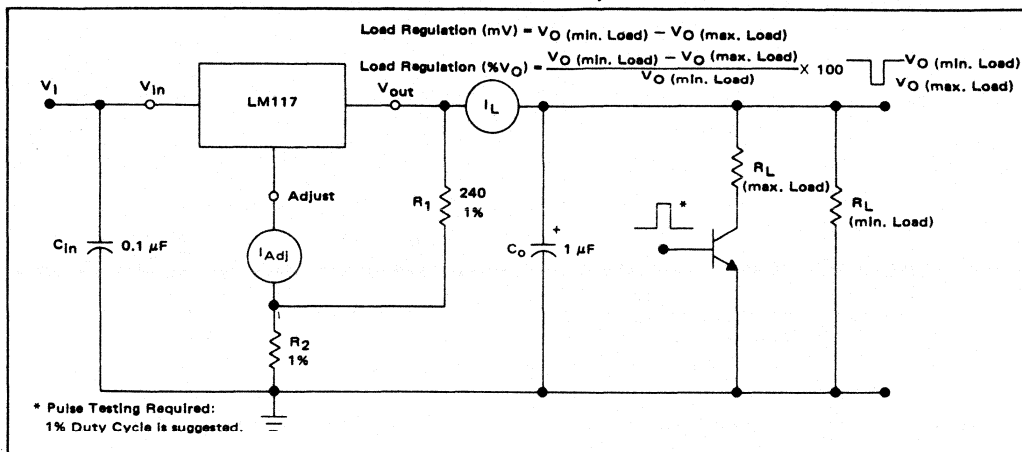 Load Regulation (mV) = VO (min. Load) − VO (max. Load)
Load Regulation (%VO) = VO (min. Load) − VO (max. Load) / VO (min. Load) X 100
VO (min. Load)
VO (max. Load)
VI
Vin
LM117
Vout
IL
Adjust
R1
240
1%
RL
(max. Load)
RL
(min. Load)
*
Cin
0.1 µF
IAdj
Co
+
1 µF
R2
1%
* Pulse Testing Required:
1% Duty Cycle is suggested.